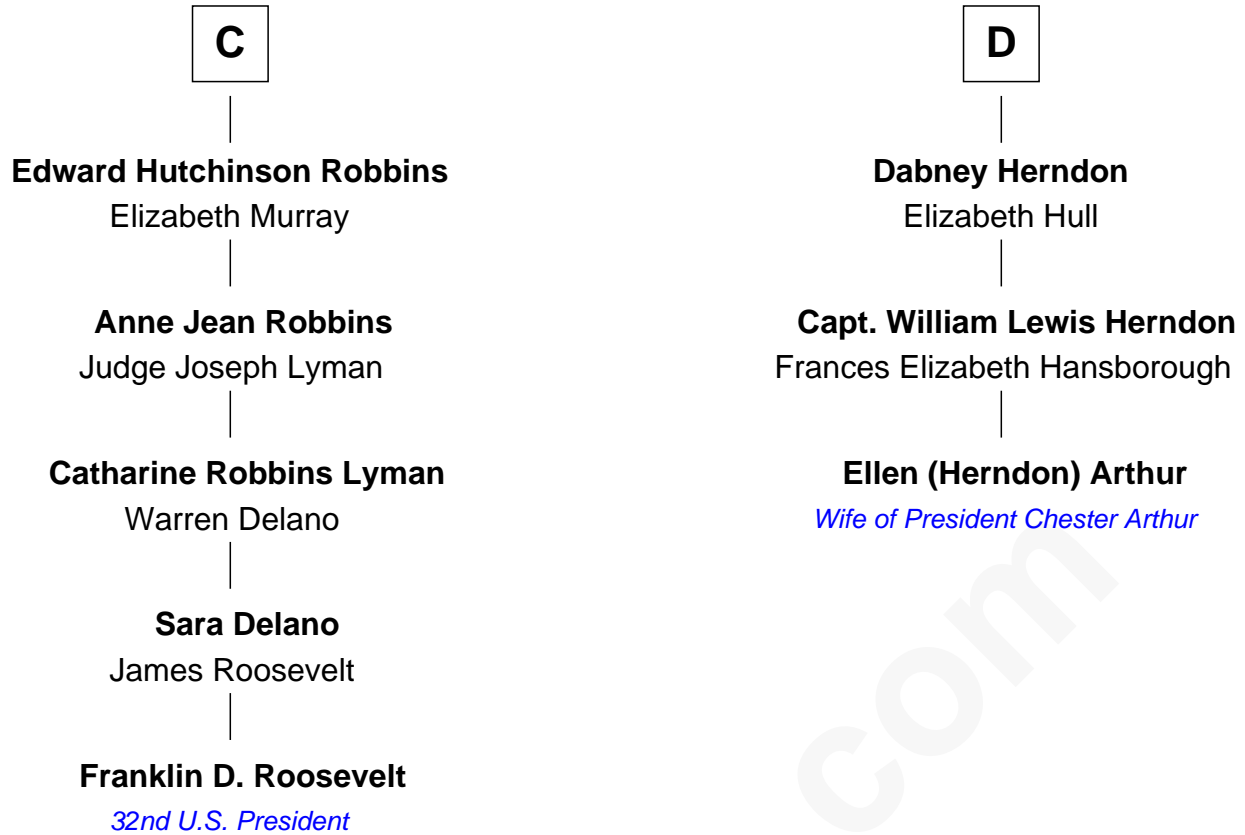 C
Edward Hutchinson Robbins
Elizabeth Murray
Anne Jean Robbins
Judge Joseph Lyman
Catharine Robbins Lyman
Warren Delano
Sara Delano
James Roosevelt
Franklin D. Roosevelt
32nd U.S. President
D
Dabney Herndon
Elizabeth Hull
Capt. William Lewis Herndon
Frances Elizabeth Hansborough
Ellen (Herndon) Arthur
Wife of President Chester Arthur
com